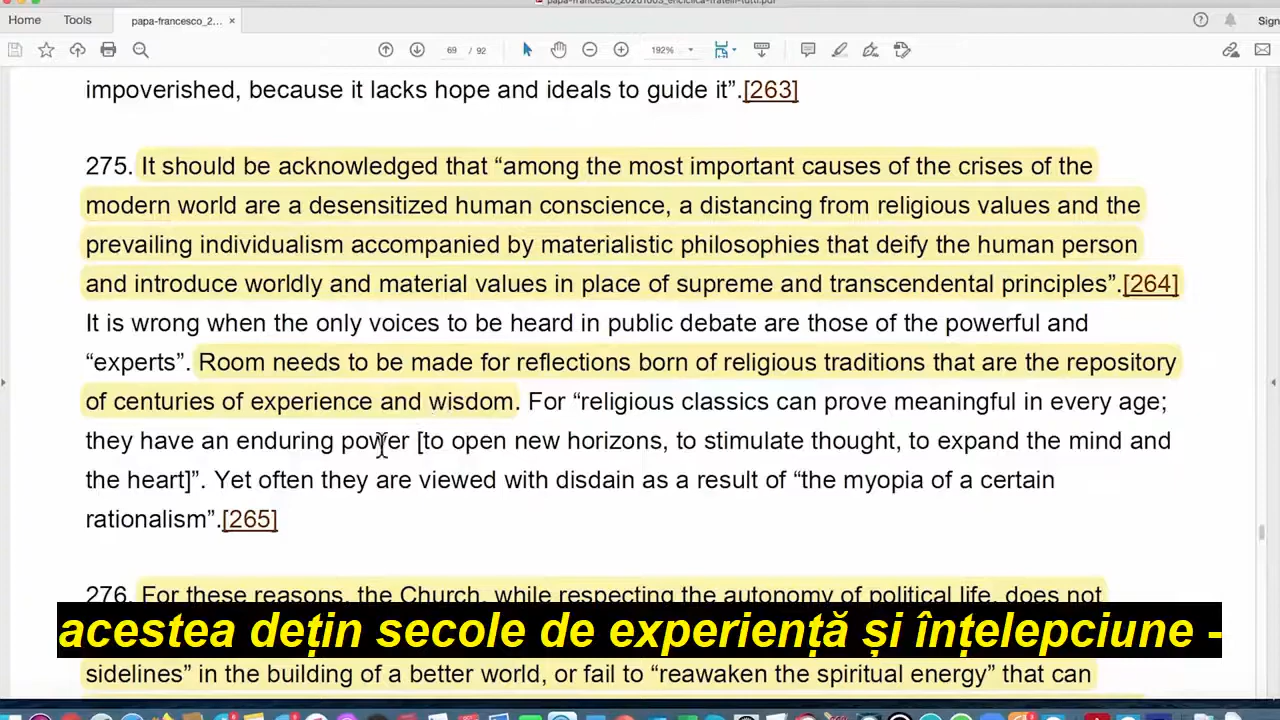 papa-francesco_20201003_enciclica-fratelli-tutti.pdf
Home Tools papa-francesco_2... × Sign
69 / 92 192%
impoverished, because it lacks hope and ideals to guide it”.[263]
275. It should be acknowledged that “among the most important causes of the crises of the
modern world are a desensitized human conscience, a distancing from religious values and the
prevailing individualism accompanied by materialistic philosophies that deify the human person
and introduce worldly and material values in place of supreme and transcendental principles”.[264]
It is wrong when the only voices to be heard in public debate are those of the powerful and
“experts”. Room needs to be made for reflections born of religious traditions that are the repository
of centuries of experience and wisdom. For “religious classics can prove meaningful in every age;
they have an enduring power [to open new horizons, to stimulate thought, to expand the mind and
the heart]”. Yet often they are viewed with disdain as a result of “the myopia of a certain
rationalism”.[265]
276. For these reasons, the Church, while respecting the autonomy of political life, does not
acestea dețin secole de experiență și înțelepciune -
sidelines” in the building of a better world, or fail to “reawaken the spiritual energy” that can